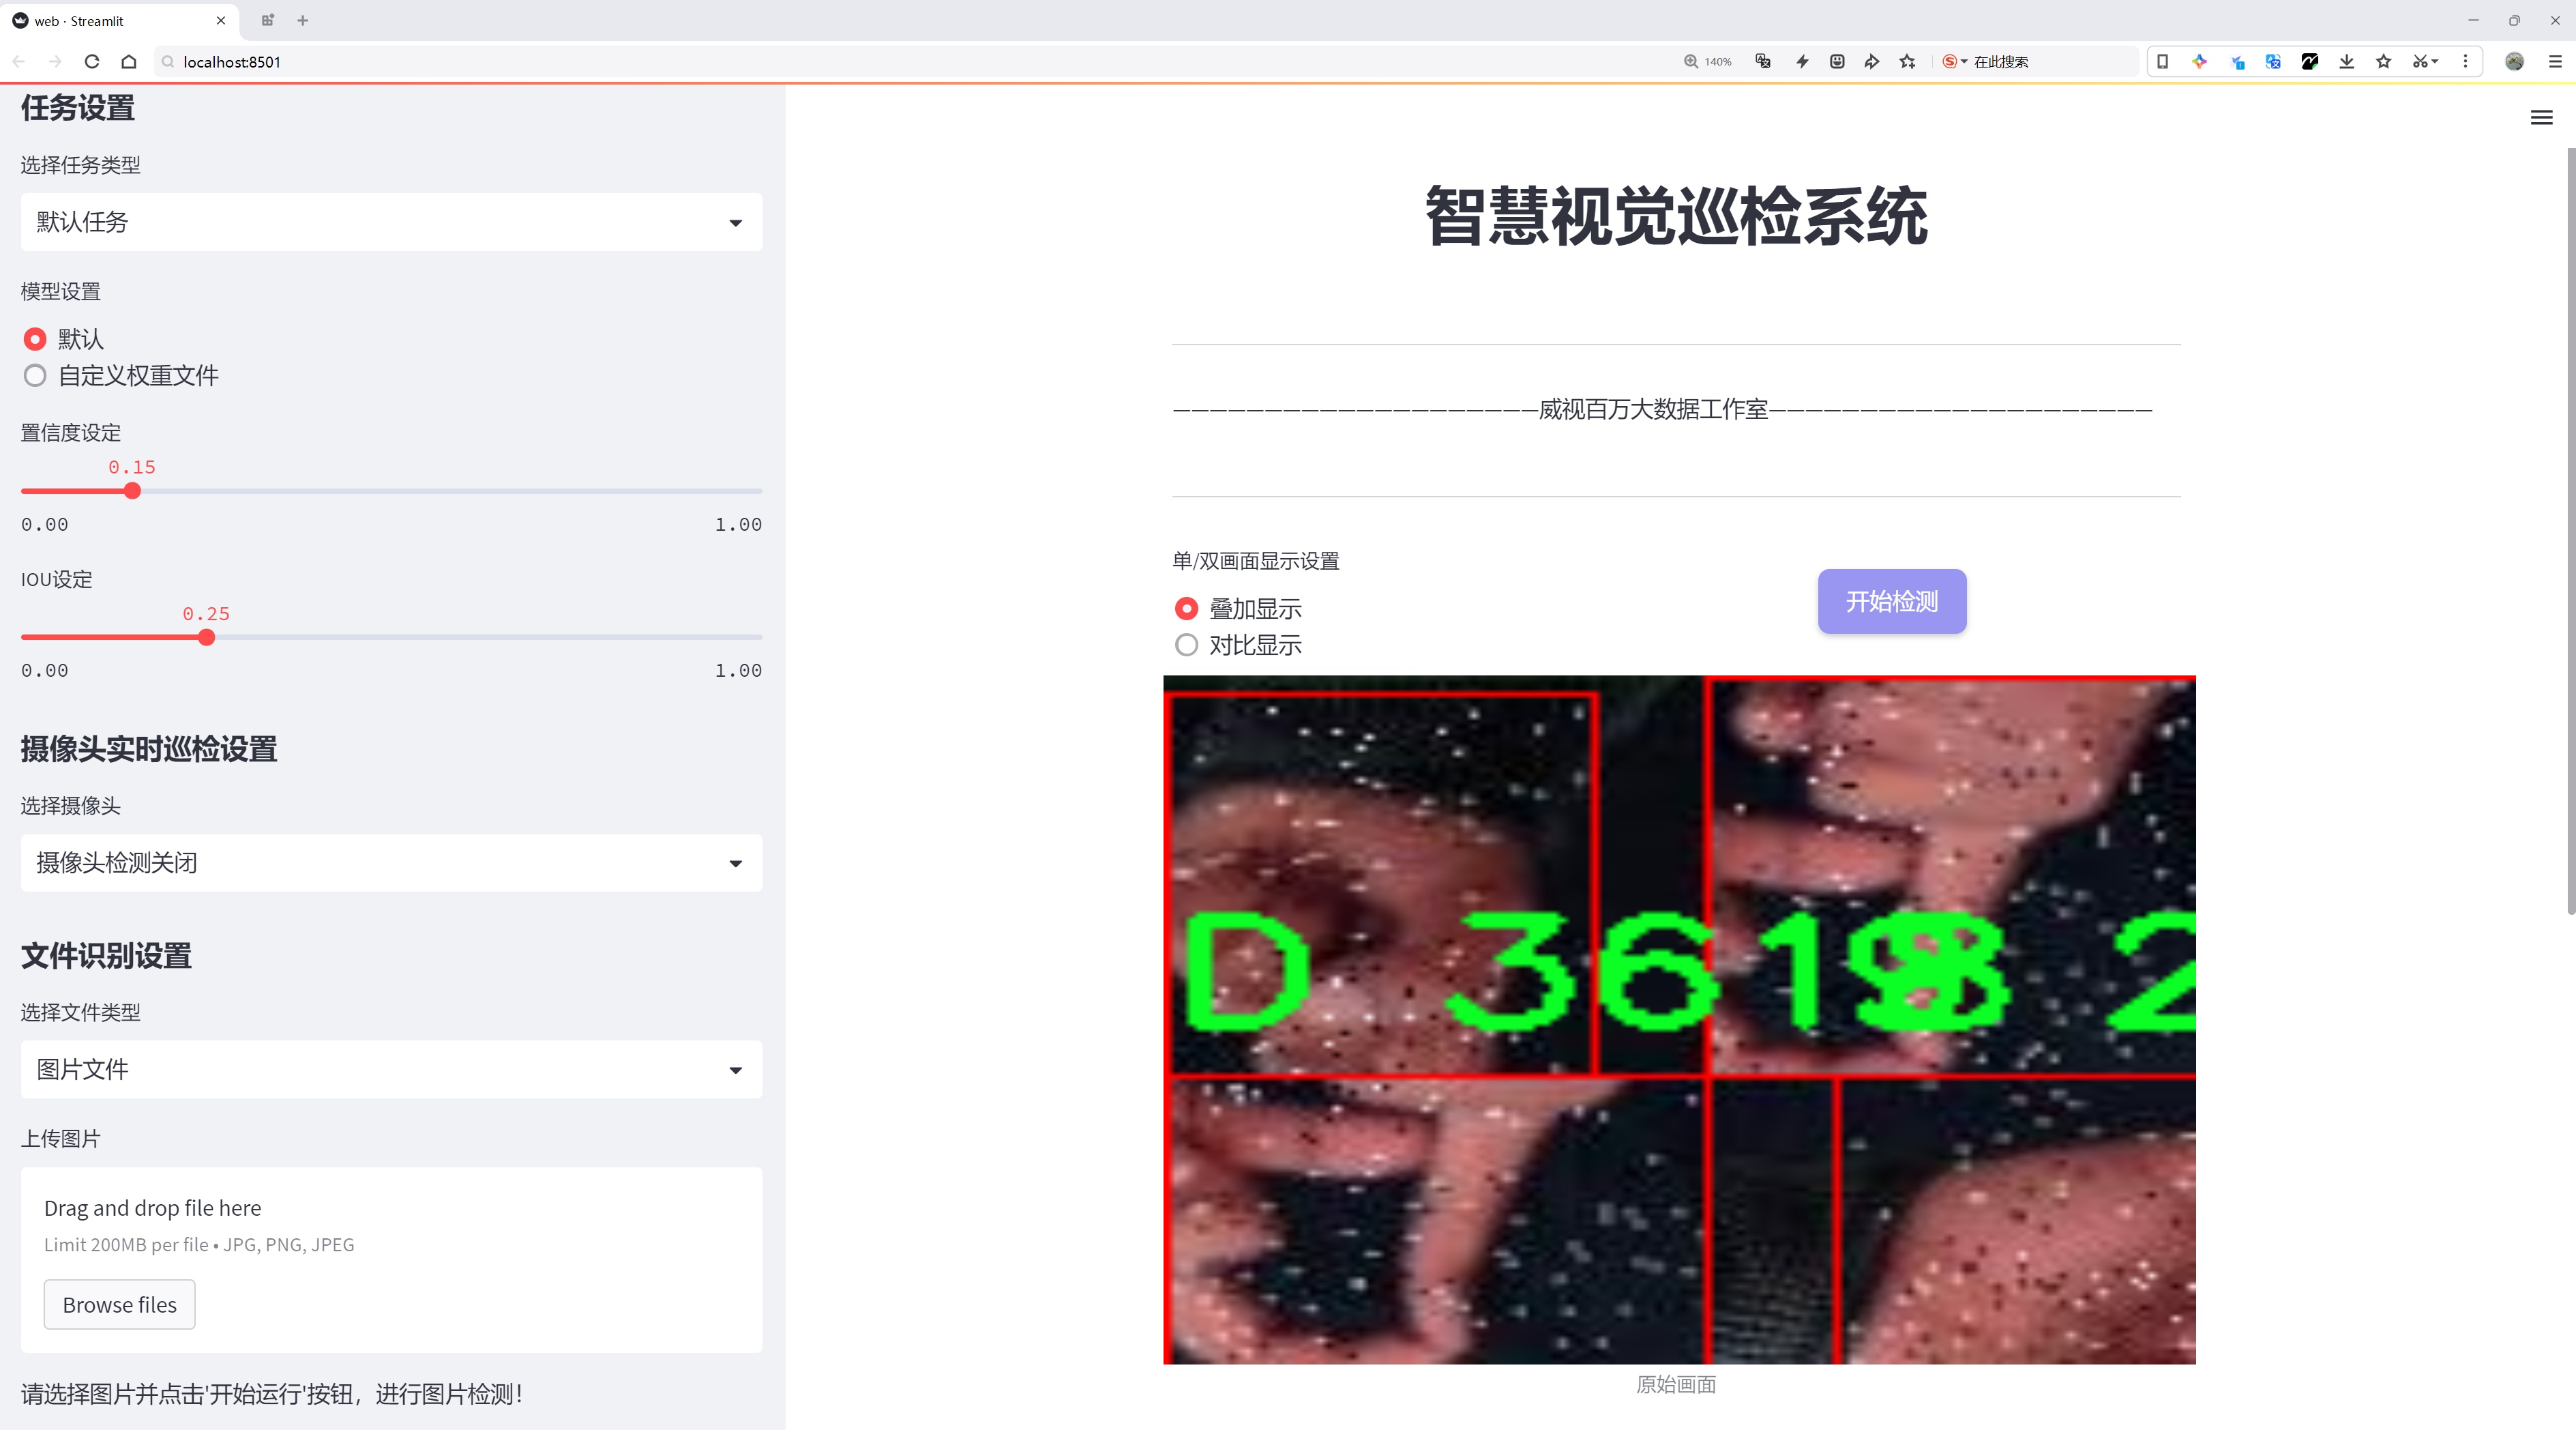 web · Streamlit
localhost:8501
140%
在此搜索
任务设置
选择任务类型
默认任务
模型设置
默认
自定义权重文件
置信度设定
0.15
0.00 1.00
IOU设定
0.25
0.00 1.00
摄像头实时巡检设置
选择摄像头
摄像头检测关闭
文件识别设置
选择文件类型
图片文件
上传图片
Drag and drop file here
Limit 200MB per file • JPG, PNG, JPEG
Browse files
请选择图片并点击'开始运行'按钮，进行图片检测！
智慧视觉巡检系统
—————————————————————威视百万大数据工作室——————————————————————
单/双画面显示设置
叠加显示
对比显示
开始检测
D 361 2
原始画面